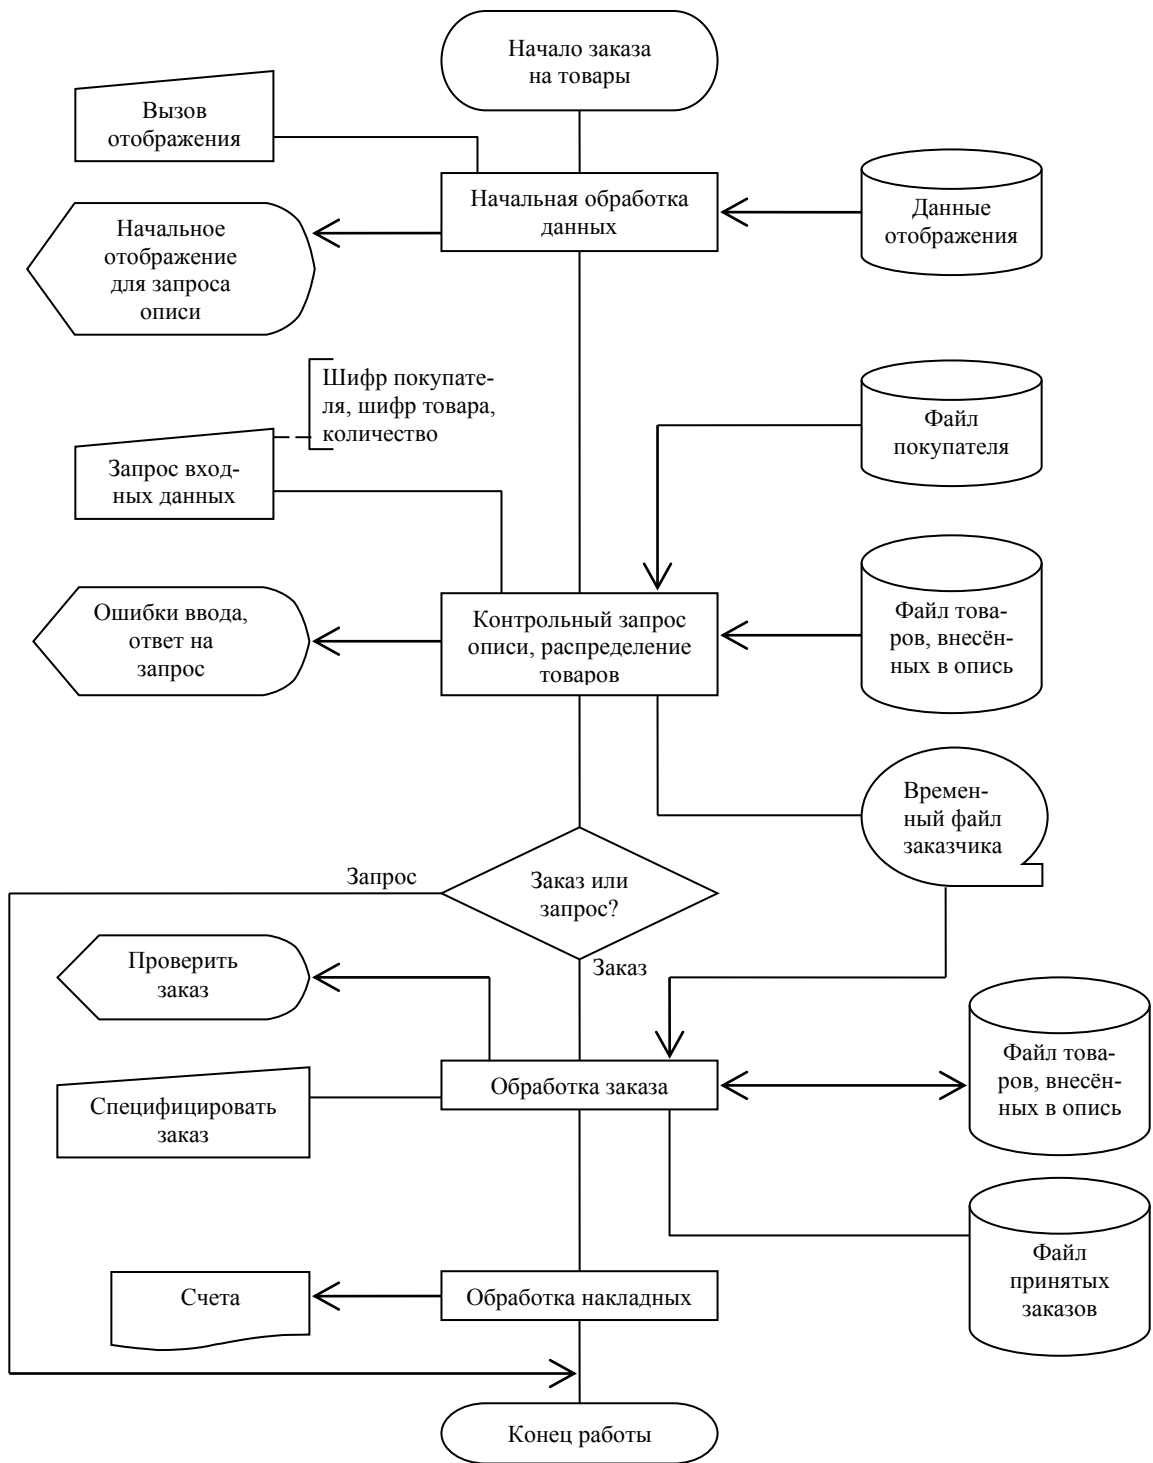 Начало заказа
на товары
Вызов
отображения
Начальная обработка
данных
Данные
отображения
Начальное
отображение
для запроса
описи
Шифр покупате-
ля, шифр товара,
количество
Файл
покупателя
Запрос вход-
ных данных
Ошибки ввода,
ответ на
запрос
Контрольный запрос
описи, распределение
товаров
Файл това-
ров, внесён-
ных в опись
Времен-
ный файл
заказчика
Запрос
Заказ или
запрос?
Заказ
Проверить
заказ
Файл това-
ров, внесён-
ных в опись
Обработка заказа
Специфицировать
заказ
Файл
принятых
заказов
Счета
Обработка накладных
Конец работы